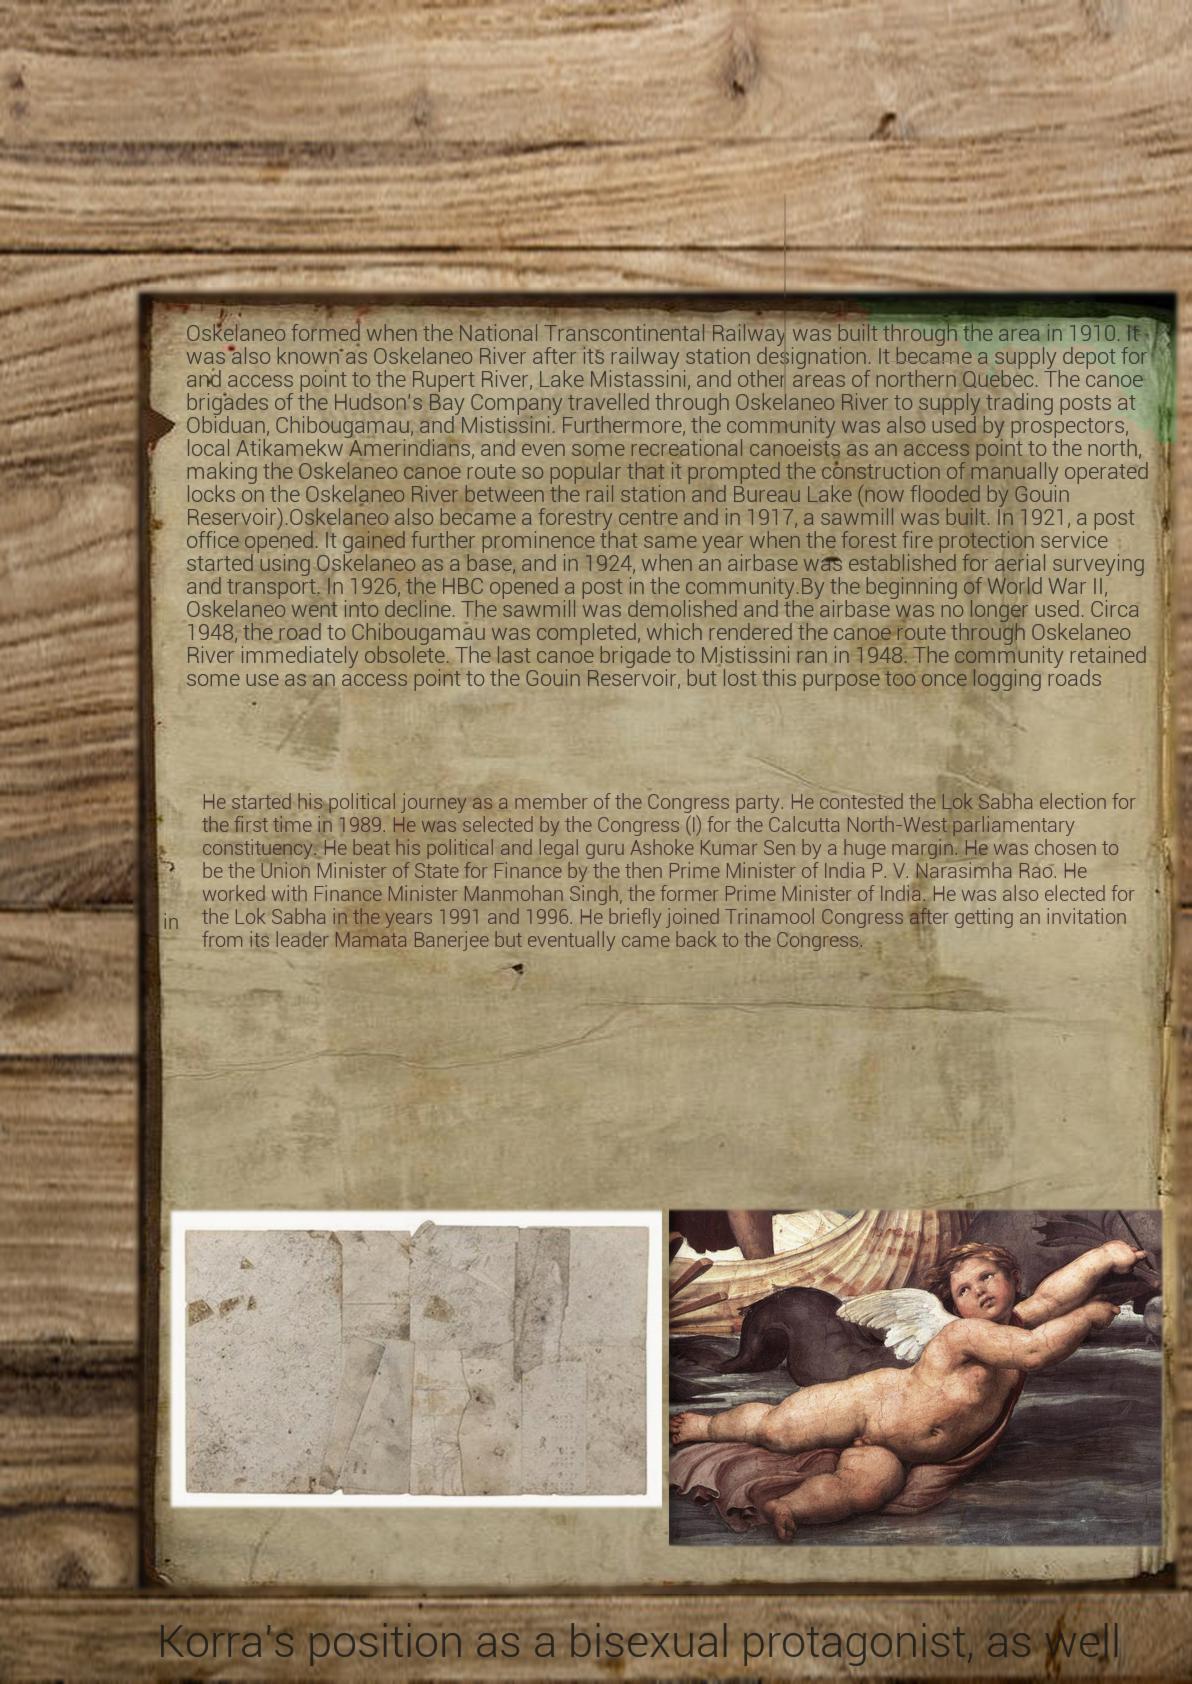 Oskelaneo formed when the National Transcontinental Railway was built through the area in 1910. It
was also known as Oskelaneo River after its railway station designation. It became a supply depot for
and access point to the Rupert River, Lake Mistassini, and other areas of northern Quebec. The canoe
brigades of the Hudson's Bay Company travelled through Oskelaneo River to supply trading posts at
Obiduan, Chibougamau, and Mistissini. Furthermore, the community was also used by prospectors,
local Atikamekw Amerindians, and even some recreational canoeists as an access point to the north,
making the Oskelaneo canoe route so popular that it prompted the construction of manually operated
locks on the Oskelaneo River between the rail station and Bureau Lake (now flooded by Gouin
Reservoir).Oskelaneo also became a forestry centre and in 1917, a sawmill was built. In 1921, a post
office opened. It gained further prominence that same year when the forest fire protection service
started using Oskelaneo as a base, and in 1924, when an airbase was established for aerial surveying
and transport. In 1926, the HBC opened a post in the community.By the beginning of World War II,
Oskelaneo went into decline. The sawmill was demolished and the airbase was no longer used. Circa
1948, the road to Chibougamau was completed, which rendered the canoe route through Oskelaneo
River immediately obsolete. The last canoe brigade to Mistissini ran in 1948. The community retained
some use as an access point to the Gouin Reservoir, but lost this purpose too once logging roads
He started his political journey as a member of the Congress party. He contested the Lok Sabha election for
the first time in 1989. He was selected by the Congress (I) for the Calcutta North-West parliamentary
constituency. He beat his political and legal guru Ashoke Kumar Sen by a huge margin. He was chosen to
be the Union Minister of State for Finance by the then Prime Minister of India P. V. Narasimha Rao. He
worked with Finance Minister Manmohan Singh, the former Prime Minister of India. He was also elected for
the Lok Sabha in the years 1991 and 1996. He briefly joined Trinamool Congress after getting an invitation
from its leader Mamata Banerjee but eventually came back to the Congress.
in
Korra's position as a bisexual protagonist, as well